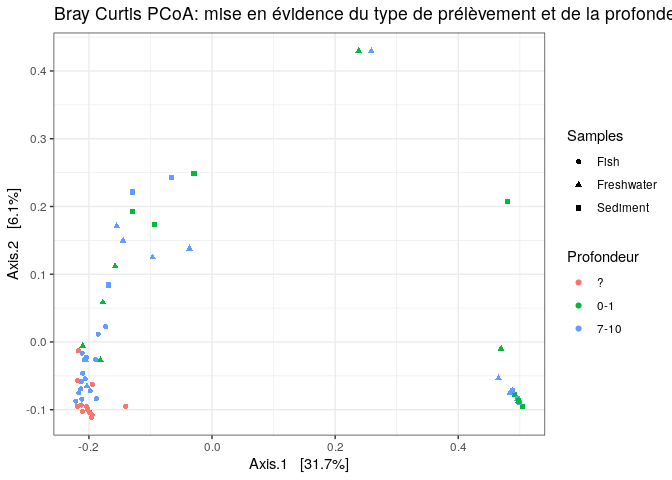 Bray Curtis PCoA: mise en évidence du type de prélèvement et de la profonde
0.4
0.3
0.2
0.1
0.0
-0.1
Axis.2 [6.1%]
-0.2
0.0
0.2
0.4
Axis.1 [31.7%]
Samples
Fish
Freshwater
Sediment
Profondeur
?
0-1
7-10